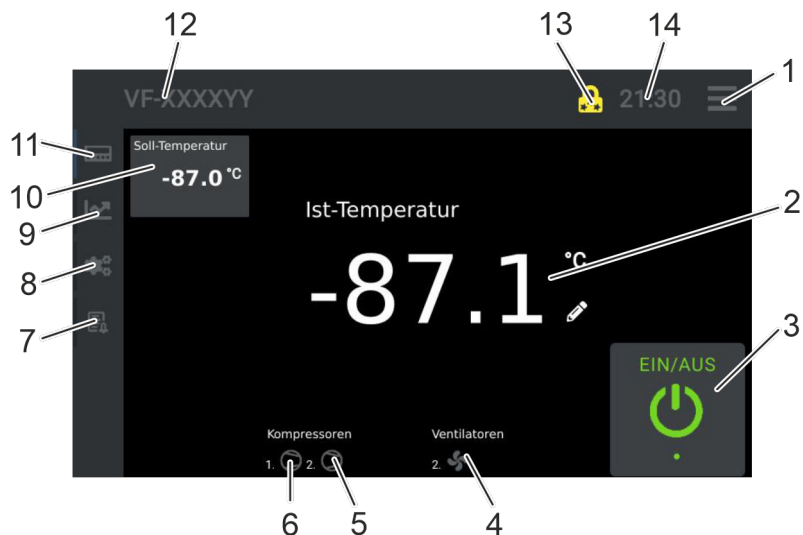 12 13 14
1
VF-XXXXYY 21:30
11 Soll-Temperatur
10 -87.0 °C
9 Ist-Temperatur
2
-87.1 °C
8
7
3
EIN/AUS
Kompressoren Ventilatoren
1. 2. 2.
6 5 4